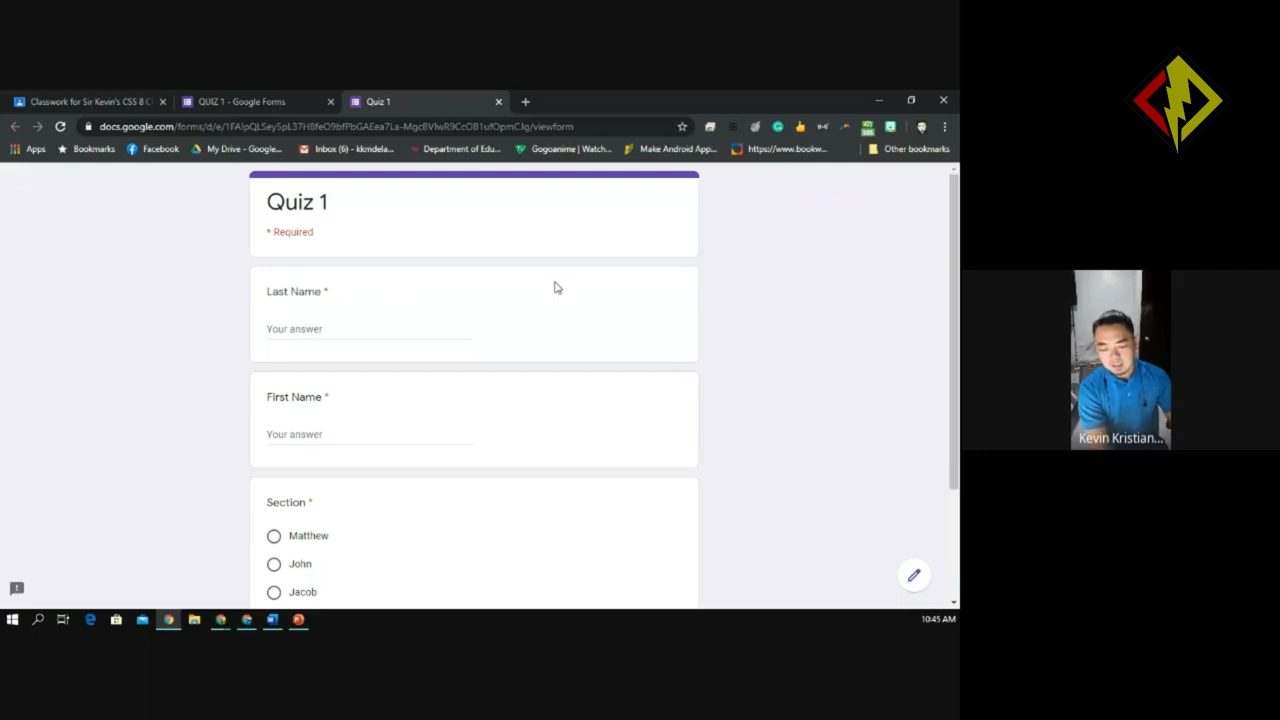 Classwork for Sir Kevin's CSS 8 C
QUIZ 1 - Google Forms
Quiz 1
docs.google.com/forms/d/e/1FAIpQLSeySpL37H8feO9bfPbGAEea7La-MgcBVIwR9CcOB1ufOpmCJg/viewform
Apps
Bookmarks
Facebook
My Drive - Google...
Inbox (6) - kkmdela...
Department of Edu...
Gogoanime | Watch...
Make Android App...
https://www.bookw...
Other bookmarks
Quiz 1
* Required
Last Name *
Your answer
First Name *
Your answer
Section *
Matthew
John
Jacob
Kevin Kristian...
10:45 AM